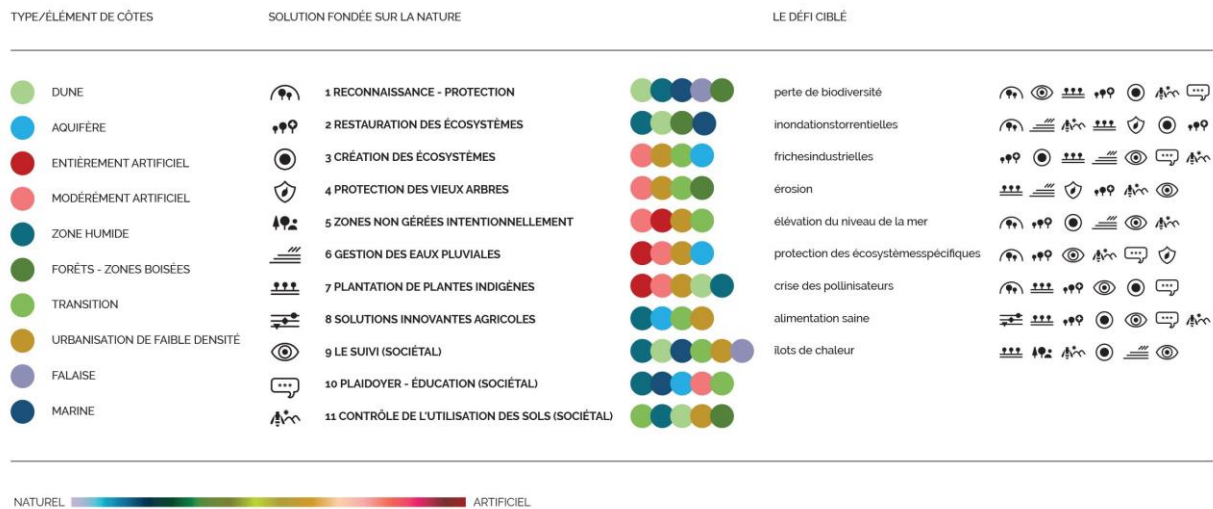 TYPE/ÉLÉMENT DE CÔTES
SOLUTION FONDÉE SUR LA NATURE
LE DÉFI CIBLÉ
DUNE
AQUIFÈRE
ENTIÈREMENT ARTIFICIEL
MODÉRÉMENT ARTIFICIEL
ZONE HUMIDE
FORÊTS - ZONES BOISÉES
TRANSITION
URBANISATION DE FAIBLE DENSITÉ
FALAISE
MARINE
1 RECONNAISSANCE - PROTECTION
2 RESTAURATION DES ÉCOSYSTÈMES
3 CRÉATION DES ÉCOSYSTÈMES
4 PROTECTION DES VIEUX ARBRES
5 ZONES NON GÉRÉES INTENTIONNELLEMENT
6 GESTION DES EAUX PLUVIALES
7 PLANTATION DE PLANTES INDIGÈNES
8 SOLUTIONS INNOVANTES AGRICOLES
9 LE SUIVI (SOCIÉTAL)
10 PLAIDOYER - ÉDUCATION (SOCIÉTAL)
11 CONTRÔLE DE L'UTILISATION DES SOLS (SOCIÉTAL)
perte de biodiversité
inondationstorrentielles
frichesindustrielles
érosion
élévation du niveau de la mer
protection des écosystèmesspécifiques
crise des pollinisateurs
alimentation saine
îlots de chaleur
NATUREL
ARTIFICIEL